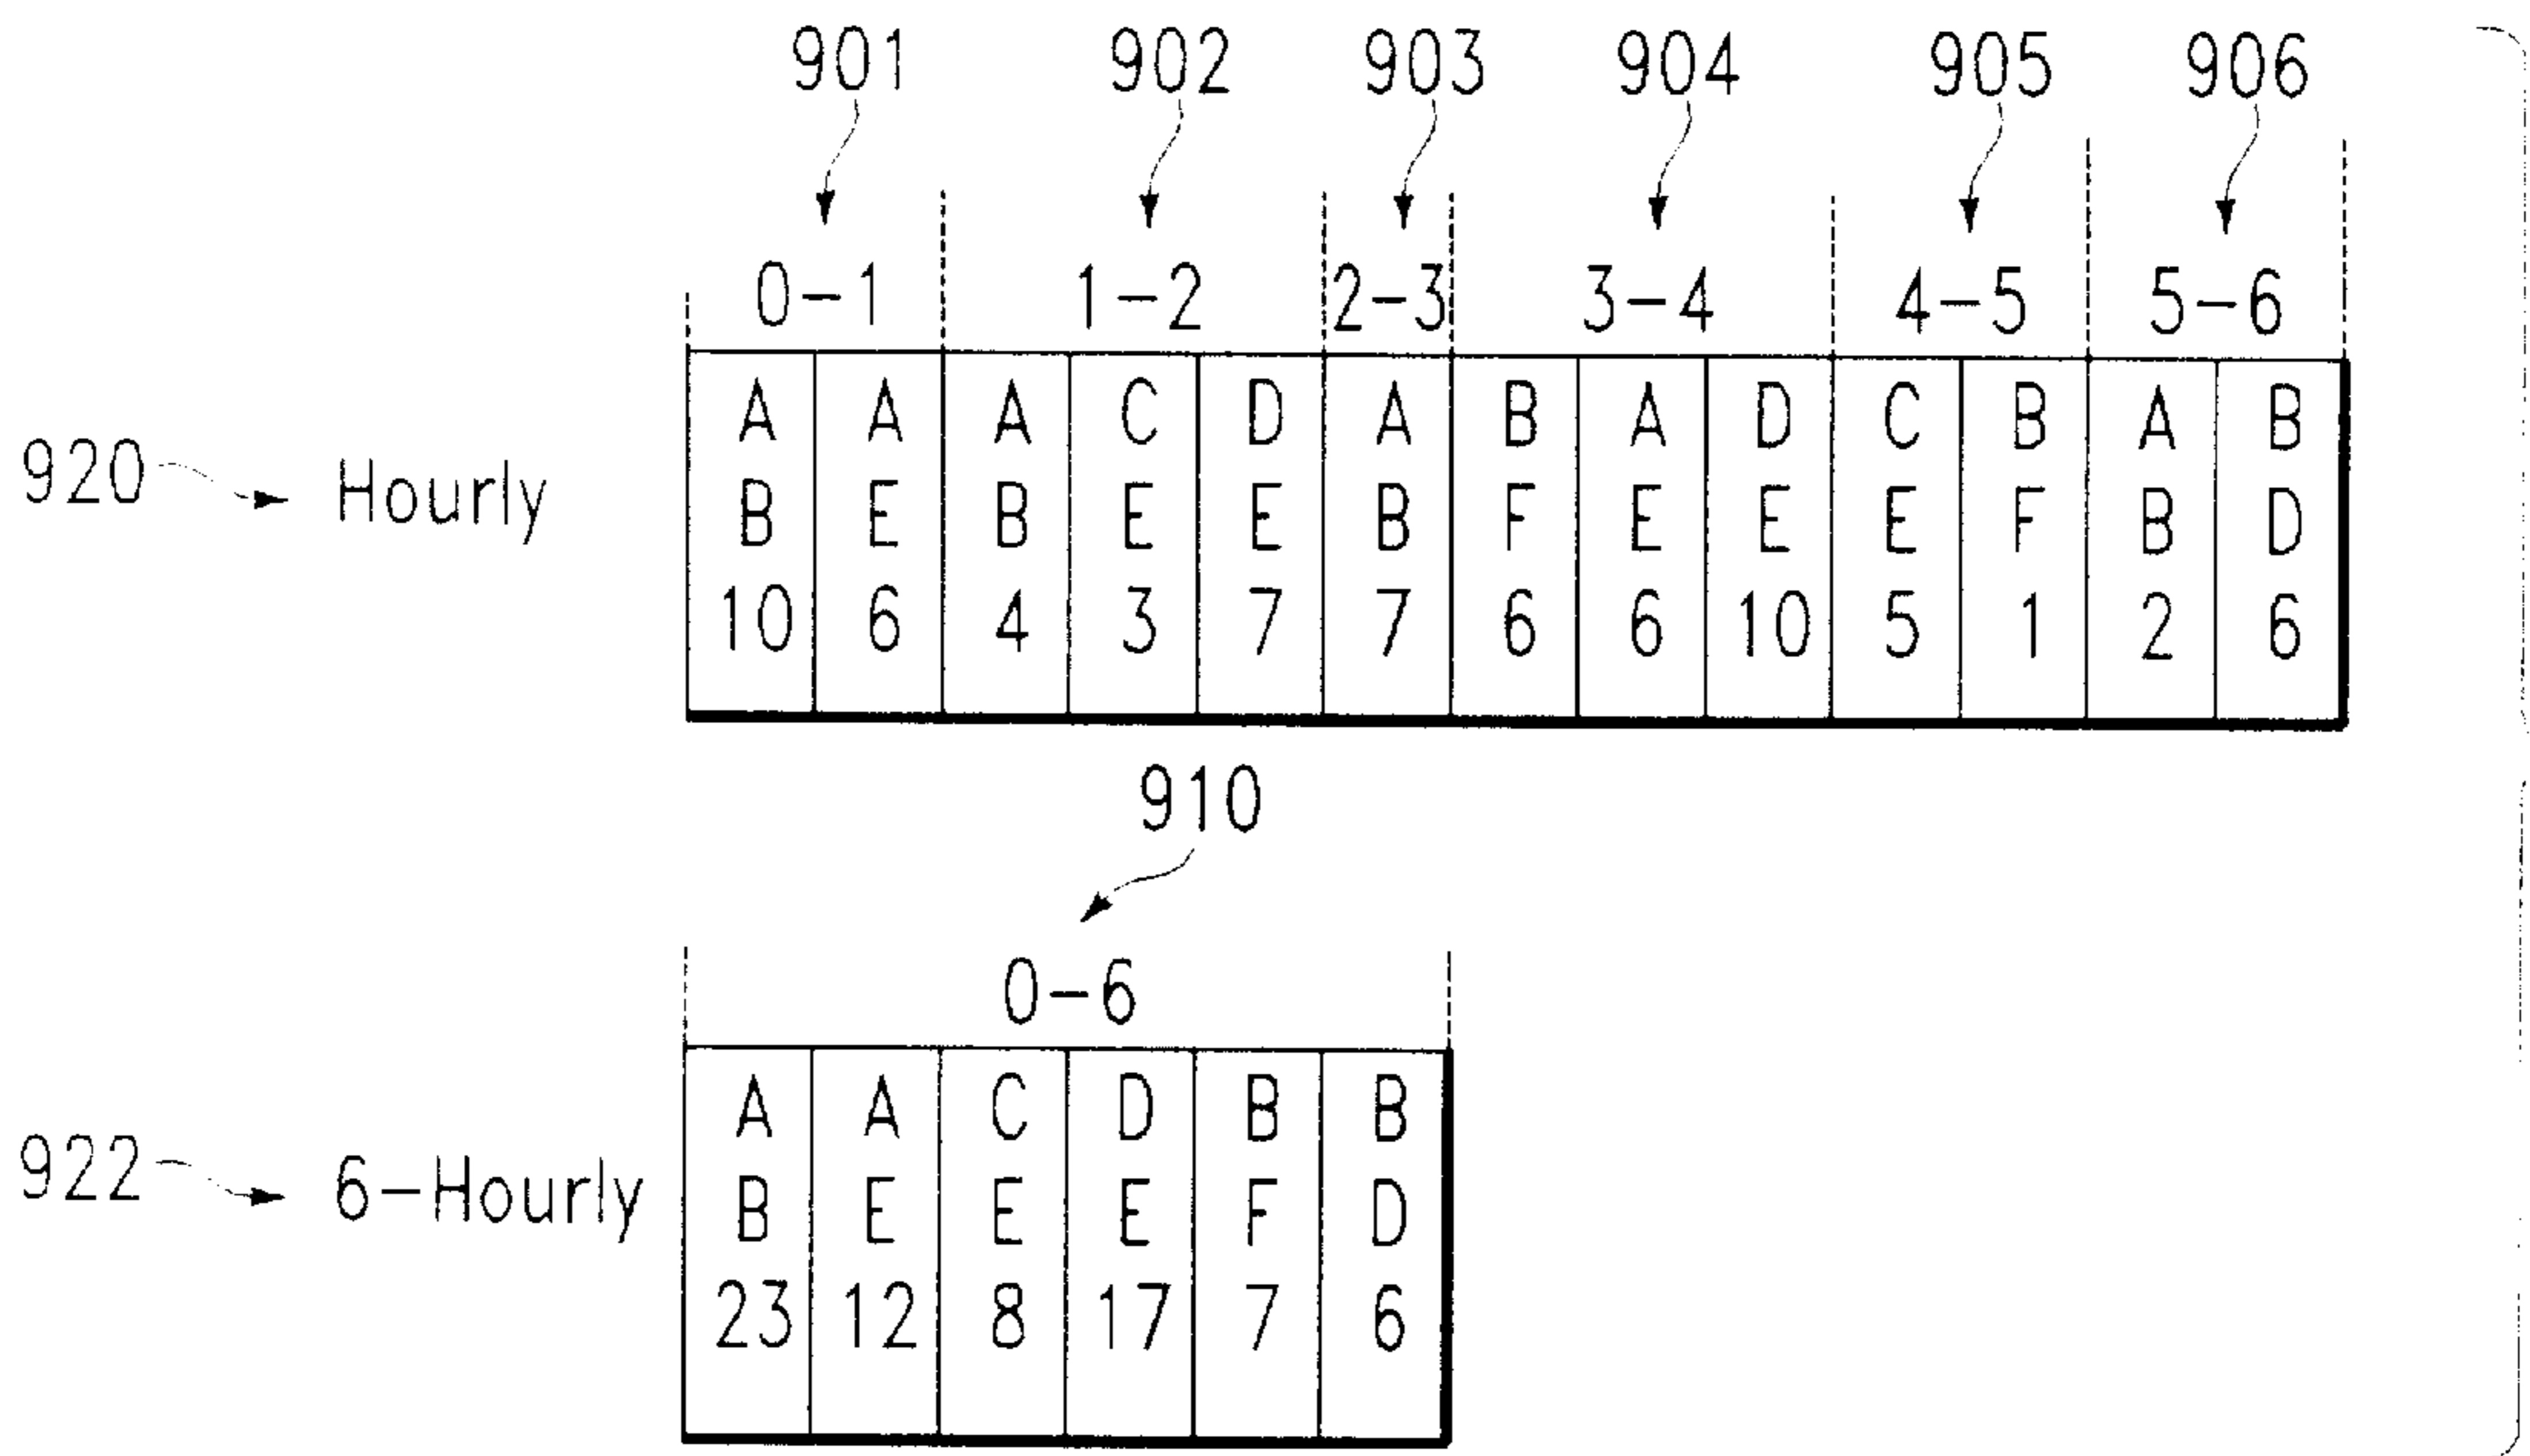 901 902 903 904 905 906
0-1 1-2 2-3 3-4 4-5 5-6
A A A C D A B A D C B A B
920 Hourly B E B E E B F E E E F B D
10 6 4 3 7 7 6 6 10 5 1 2 6
910
0-6
A A C D B B
922 6-Hourly B E E E F D
23 12 8 17 7 6